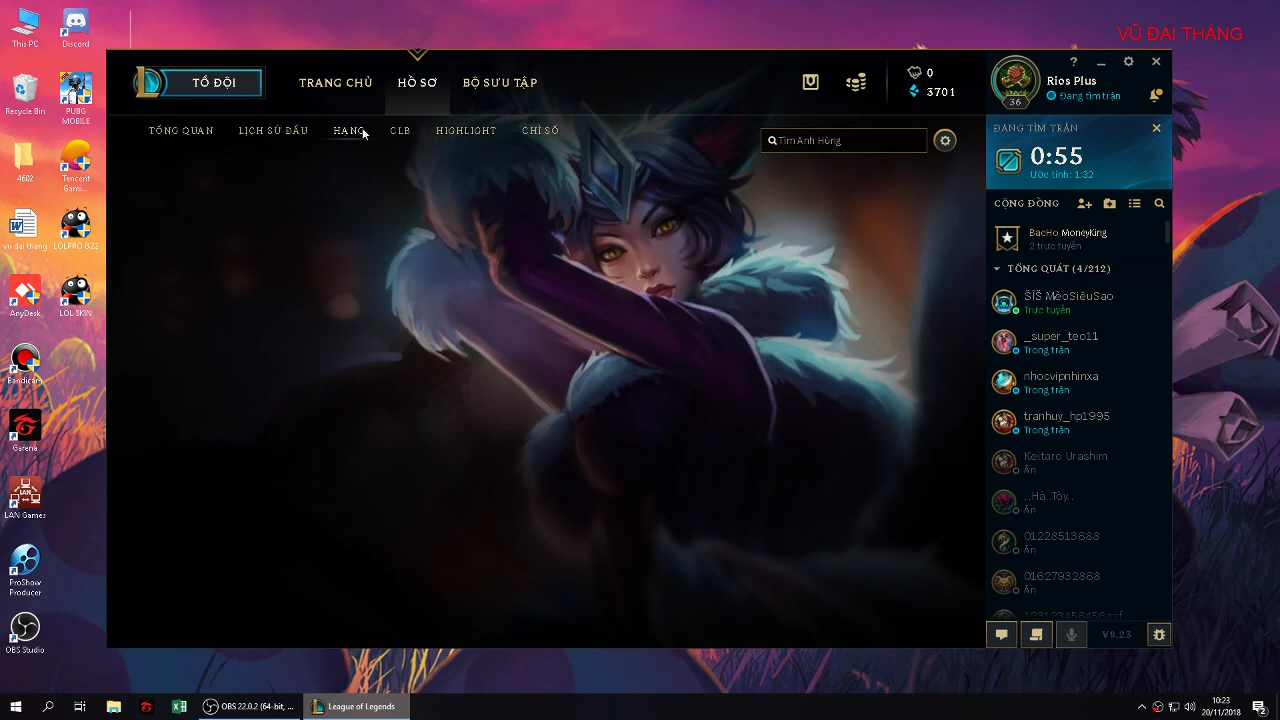 VŨ ĐẠI THÁNG
This PC
Discord
Recycle Bin
PUBG
MOBILE
4602
Tencent
Gami...
vu dai thang
LOLPRO 8.22
AnyDesk
LOL SKIN
Bandicam
Garena
LAN Games
ProShow
Producer
OBS Studio
TỔ ĐỘI
TRANG CHỦ
HỒ SƠ
BỘ SƯU TẬP
0
3701
TỔNG QUAN
LỊCH SỬ ĐẤU
HẠNG
CLB
HIGHLIGHT
CHỈ SỐ
Tìm Anh Hùng
?
36
Rios Plus
Đang tìm trận
ĐANG TÌM TRẬN
0:55
Ước tính: 1:32
CỘNG ĐỒNG
BacHo MoneyKing
2 trực tuyến
TỔNG QUÁT (4/212)
ŠÍŠ MèoSiêuSao
Trực tuyến
_super_teo11
Trong trận
nhocvipnhinxa
Trong trận
tranhuy_hp1995
Trong trận
Keitaro Urashim
Ẩn
..Hà..Tòy..
Ẩn
01228513688
Ẩn
01627932868
Ẩn
123123456456asf
V8.23
OBS 22.0.2 (64-bit, ...
League of Legends
10:23
20/11/2018
2